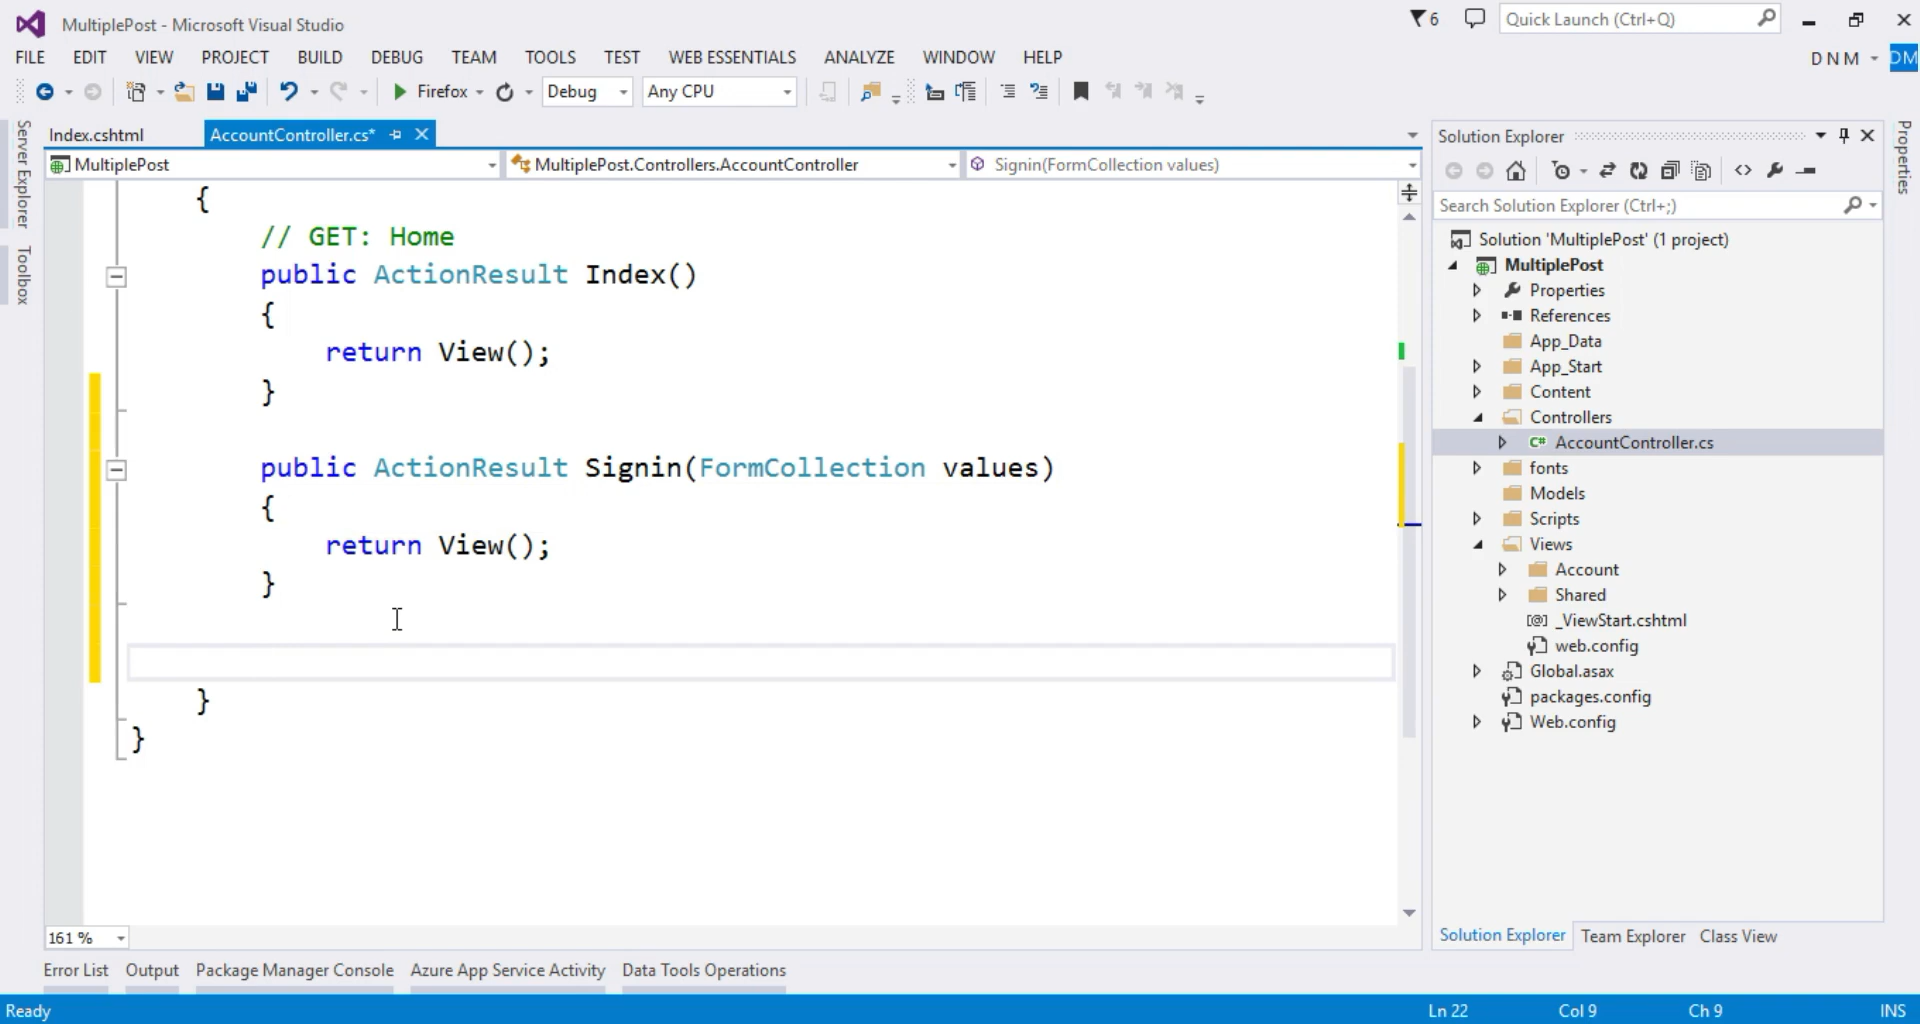 MultiplePost - Microsoft Visual Studio
6
Quick Launch (Ctrl+Q)
FILE EDIT VIEW PROJECT BUILD DEBUG TEAM TOOLS TEST WEB ESSENTIALS ANALYZE WINDOW HELP
D N M
DM
Firefox Debug Any CPU
Server Explorer
Toolbox
Index.cshtml AccountController.cs*
MultiplePost MultiplePost.Controllers.AccountController Signin(FormCollection values)
{
// GET: Home
public ActionResult Index()
{
return View();
}
public ActionResult Signin(FormCollection values)
{
return View();
}
}
}
161 %
Solution Explorer
Search Solution Explorer (Ctrl+;)
Solution 'MultiplePost' (1 project)
MultiplePost
Properties
References
App_Data
App_Start
Content
Controllers
C# AccountController.cs
fonts
Models
Scripts
Views
Account
Shared
[@] _ViewStart.cshtml
web.config
Global.asax
packages.config
Web.config
Solution Explorer Team Explorer Class View
Properties
Error List Output Package Manager Console Azure App Service Activity Data Tools Operations
Ready Ln 22 Col 9 Ch 9 INS